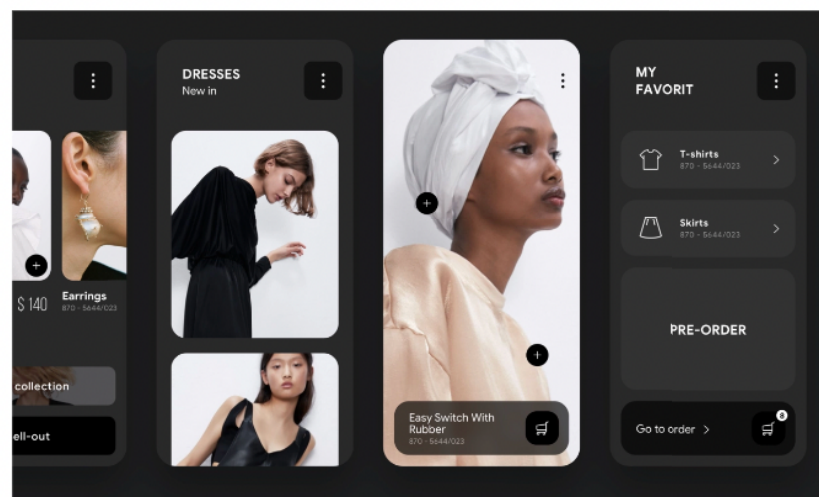 $ 140
Earrings
870 - 5644/023
collection
ell-out
DRESSES
New in
Easy Switch With
Rubber
870 - 5644/023
MY
FAVORIT
T-shirts
870 - 5644/023
Skirts
870 - 5644/023
PRE-ORDER
Go to order
8